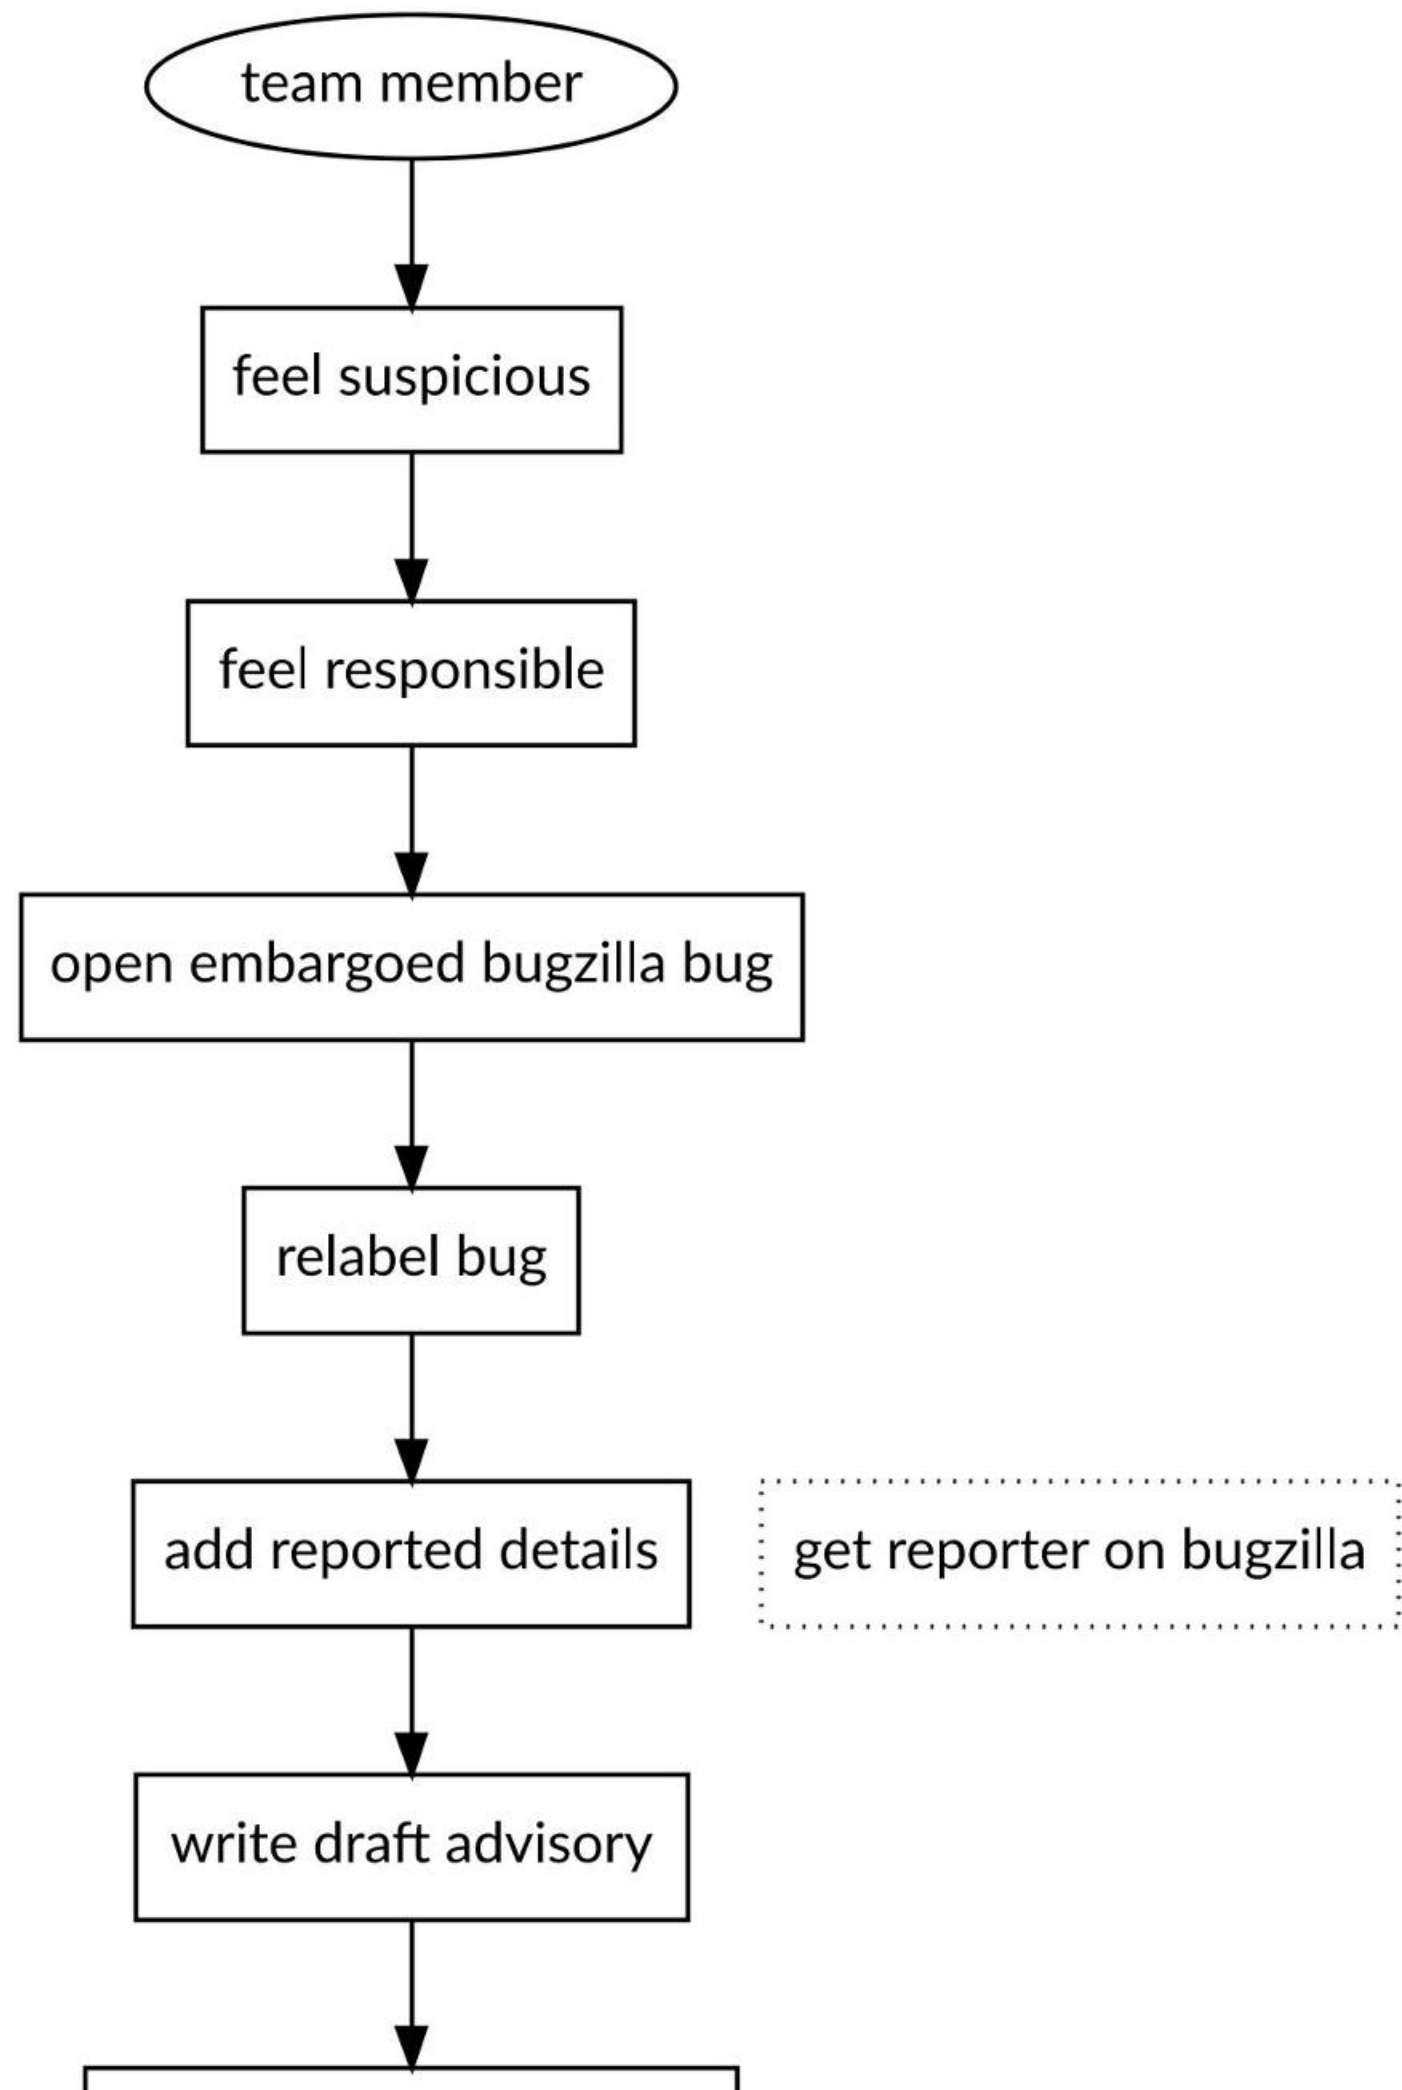 team member
feel suspicious
feel responsible
open embargoed bugzilla bug
relabel bug
add reported details
get reporter on bugzilla
write draft advisory